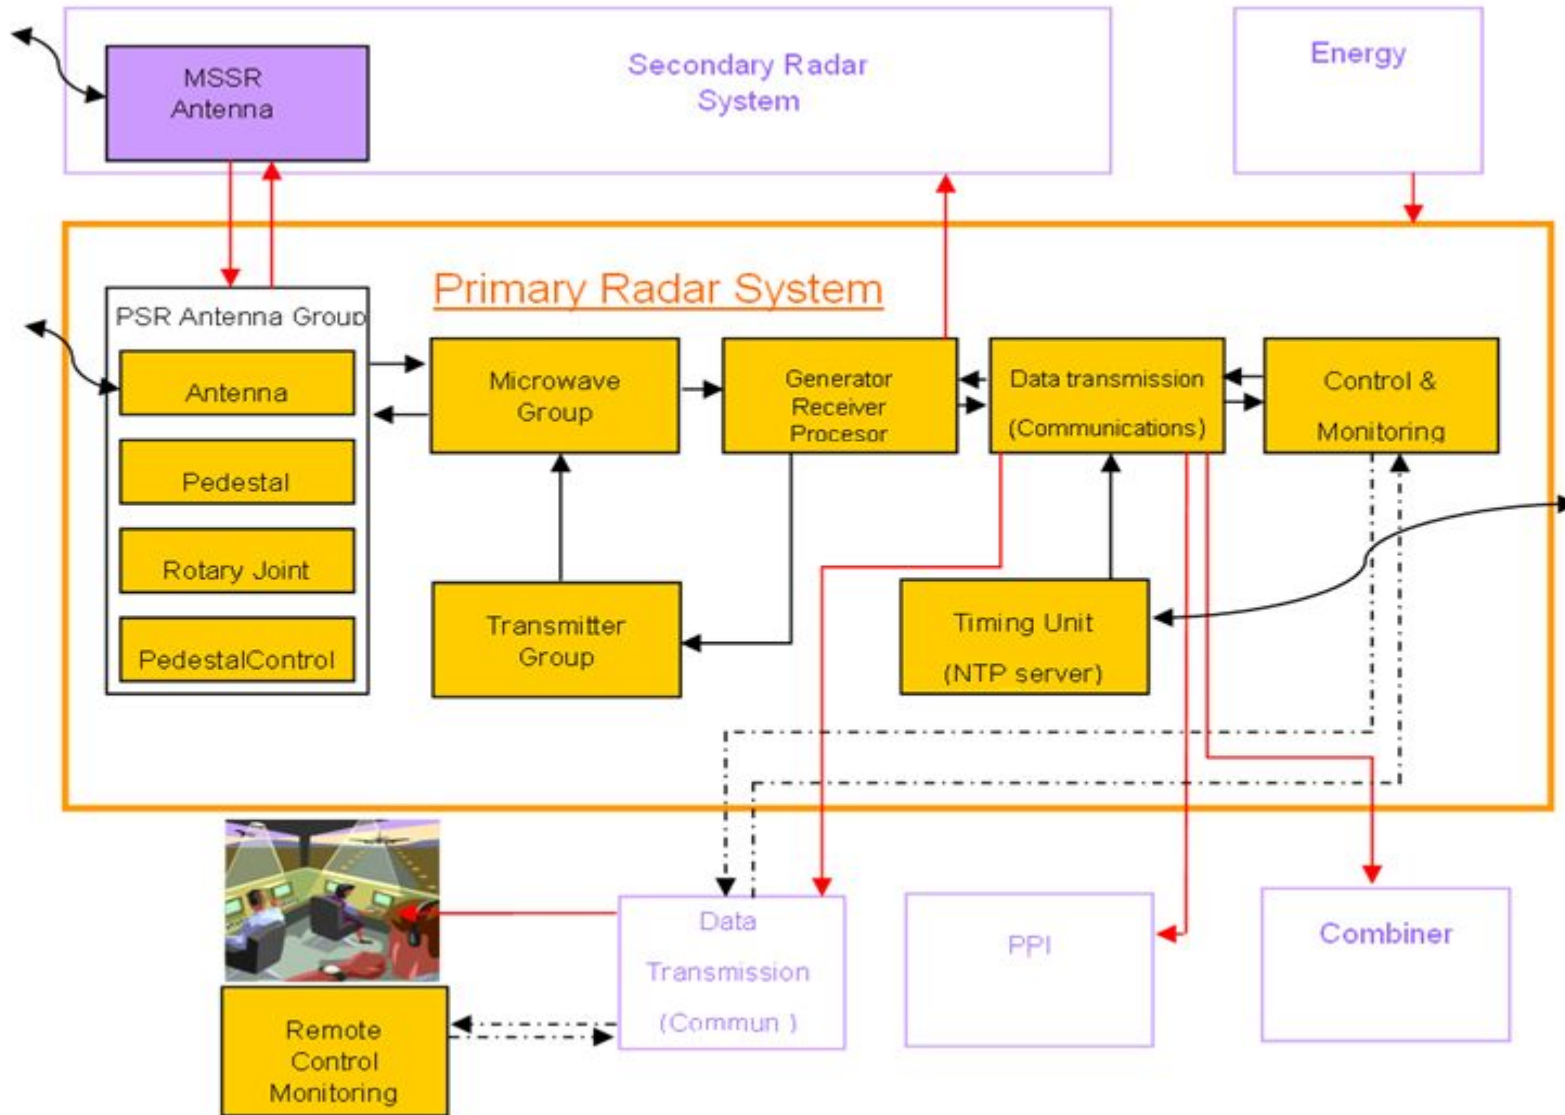 MSSR
Antenna
Secondary Radar
System
Energy
Primary Radar System
PSR Antenna Group
Antenna
Pedestal
Rotary Joint
PedestalControl
Microwave
Group
Generator
Receiver
Procesor
Data transmission
(Communications)
Control &
Monitoring
Transmitter
Group
Timing Unit
(NTP server)
Data
Transmission
(Commun )
PPI
Combiner
Remote
Control
Monitoring